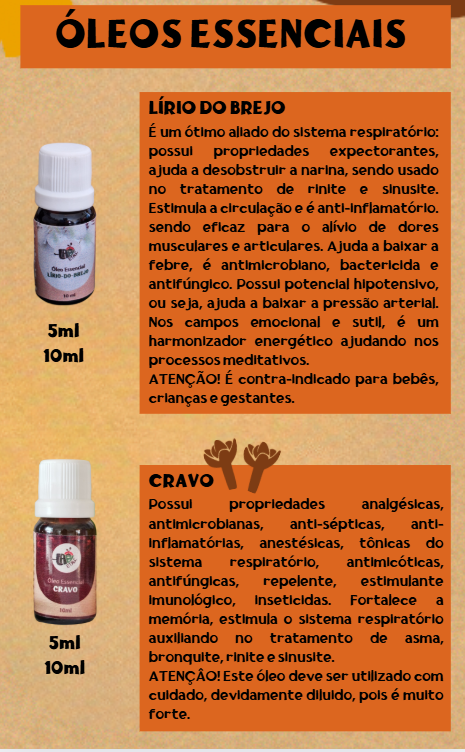 ÓLEOS ESSENCIAIS
LÍRIO DO BREJO
É um ótimo aliado do sistema respiratório:
possui propriedades expectorantes,
ajuda a desobstruir a narina, sendo usado
no tratamento de rinite e sinusite.
Estimula a circulação e é anti-inflamatório.
sendo eficaz para o alívio de dores
musculares e articulares. Ajuda a baixar a
febre, é antimicrobiano, bactericida e
antifúngico. Possui potencial hipotensivo,
ou seja, ajuda a baixar a pressão arterial.
Nos campos emocional e sutil, é um
harmonizador energético ajudando nos
processos meditativos.
ATENÇÃO! É contra-indicado para bebês,
crianças e gestantes.
Óleo Essencial
LÍRIO-DO-BREJO
10 ml
5ml
10ml
CRAVO
Possui propriedades analgésicas,
antimicrobianas, anti-sépticas, anti-
inflamatórias, anestésicas, tônicas do
sistema respiratório, antimicóticas,
antifúngicas, repelente, estimulante
imunológico, inseticidas. Fortalece a
memória, estimula o sistema respiratório
auxiliando no tratamento de asma,
bronquite, rinite e sinusite.
ATENÇÂO! Este óleo deve ser utilizado com
cuidado, devidamente diluido, pois é muito
forte.
Óleo Essencial
CRAVO
10ml
5ml
10ml